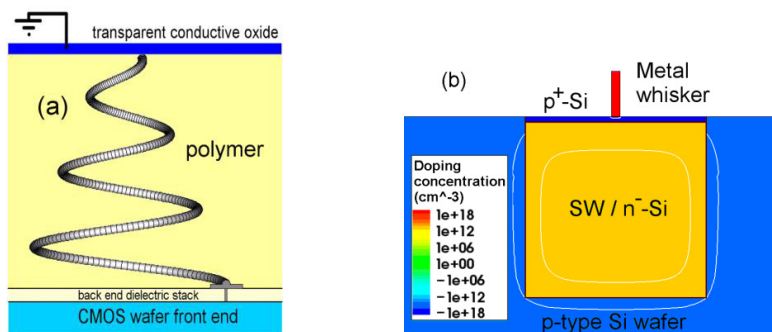 transparent conductive oxide
(a)
polymer
back end dielectric stack
CMOS wafer front end
(b)
Metal
whisker
p+-Si
Doping
concentration
(cm^-3)
1e+18
1e+12
1e+06
1e+00
−1e+06
−1e+12
−1e+18
SW / n⁻-Si
p-type Si wafer